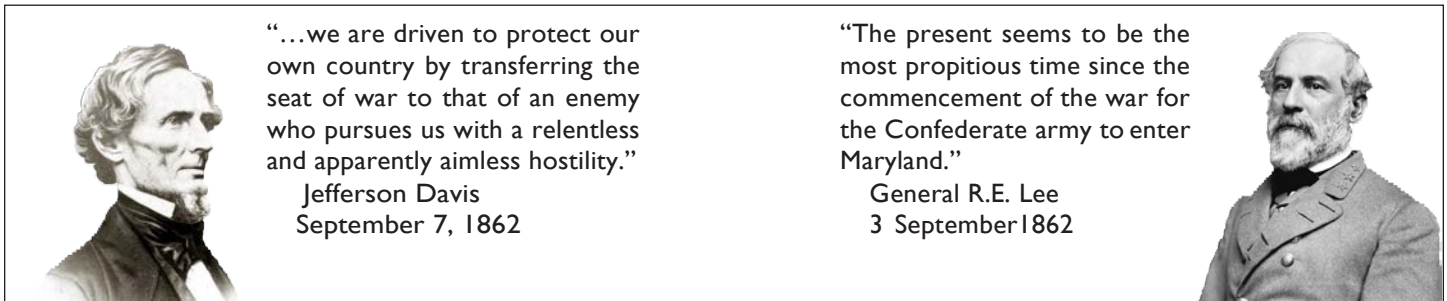 “…we are driven to protect our
own country by transferring the
seat of war to that of an enemy
who pursues us with a relentless
and apparently aimless hostility.”
Jefferson Davis
September 7, 1862
“The present seems to be the
most propitious time since the
commencement of the war for
the Confederate army to enter
Maryland.”
General R.E. Lee
3 September1862